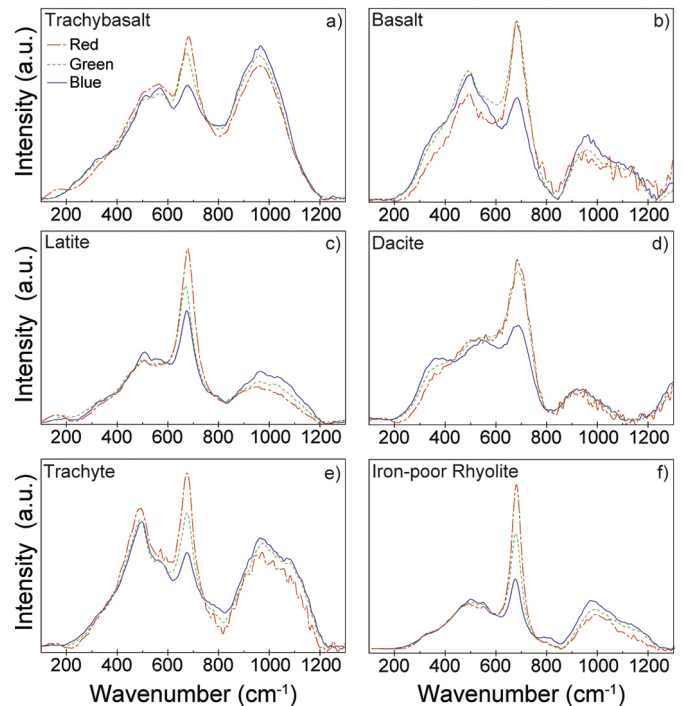 Trachybasalt a)
Red
Green
Blue
Intensity (a.u.)
200 400 600 800 1000 1200
Basalt b)
200 400 600 800 1000 1200
Latite c)
Intensity (a.u.)
200 400 600 800 1000 1200
Dacite d)
200 400 600 800 1000 1200
Trachyte e)
Intensity (a.u.)
200 400 600 800 1000 1200
Wavenumber (cm-1)
Iron-poor Rhyolite f)
200 400 600 800 1000 1200
Wavenumber (cm-1)